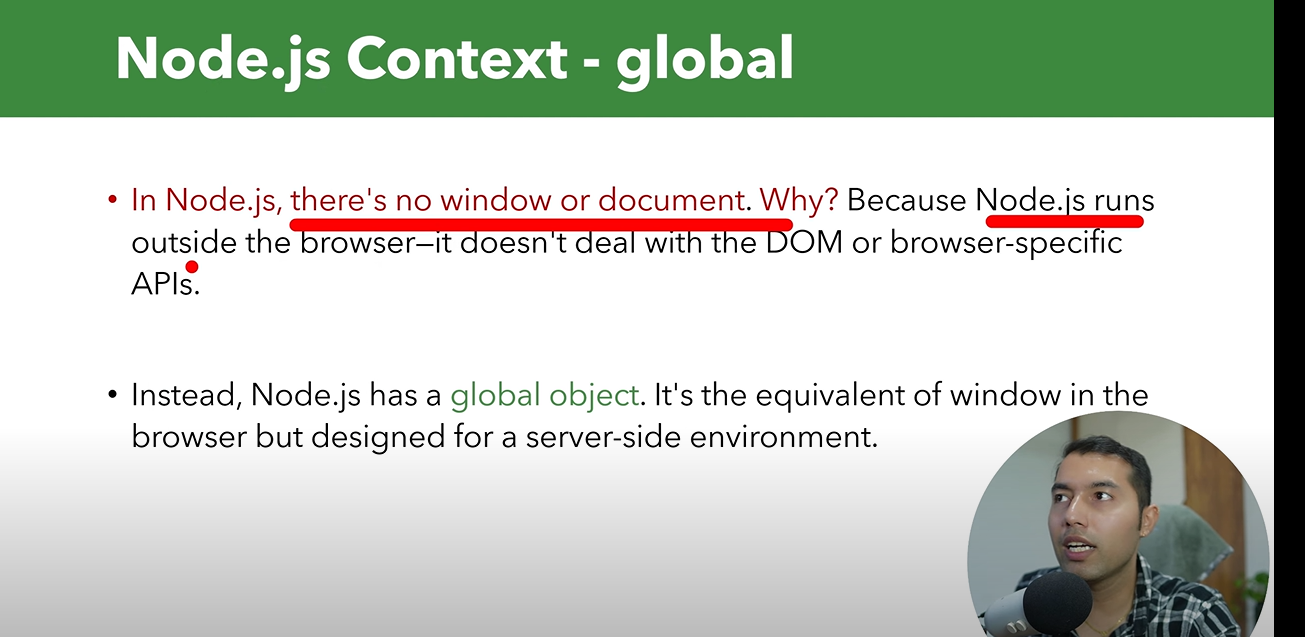 Node.js Context - global
• In Node.js, there's no window or document. Why? Because Node.js runs
outside the browser—it doesn't deal with the DOM or browser-specific
APIs.
• Instead, Node.js has a global object. It's the equivalent of window in the
browser but designed for a server-side environment.